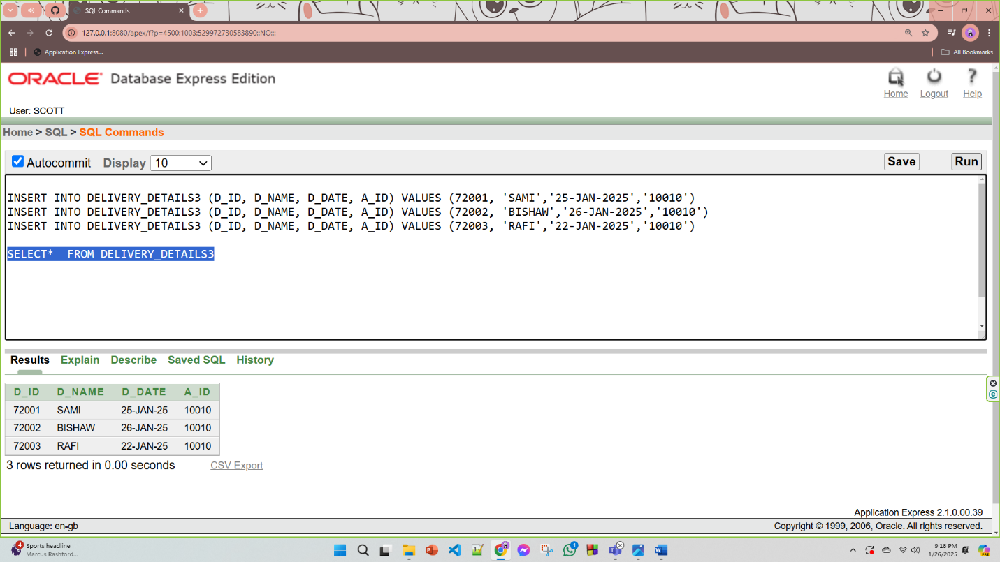 SQL Commands
127.0.0.1:8080/apex/f?p=4500:1003:529972730583890::NO:::
Application Express...
All Bookmarks
ORACLE Database Express Edition
Home Logout Help
User: SCOTT
Home > SQL > SQL Commands
Autocommit Display 10 Save Run
INSERT INTO DELIVERY_DETAILS3 (D_ID, D_NAME, D_DATE, A_ID) VALUES (72001, 'SAMI','25-JAN-2025','10010')
INSERT INTO DELIVERY_DETAILS3 (D_ID, D_NAME, D_DATE, A_ID) VALUES (72002, 'BISHAW','26-JAN-2025','10010')
INSERT INTO DELIVERY_DETAILS3 (D_ID, D_NAME, D_DATE, A_ID) VALUES (72003, 'RAFI','22-JAN-2025','10010')
SELECT*  FROM DELIVERY_DETAILS3
Results Explain Describe Saved SQL History
D_ID D_NAME D_DATE A_ID
72001 SAMI 25-JAN-25 10010
72002 BISHAW 26-JAN-25 10010
72003 RAFI 22-JAN-25 10010
3 rows returned in 0.00 seconds CSV Export
Application Express 2.1.0.00.39
Language: en-gb Copyright © 1999, 2006, Oracle. All rights reserved.
4 Sports headline
Marcus Rashford...
1
9:18 PM
1/26/2025
PRE